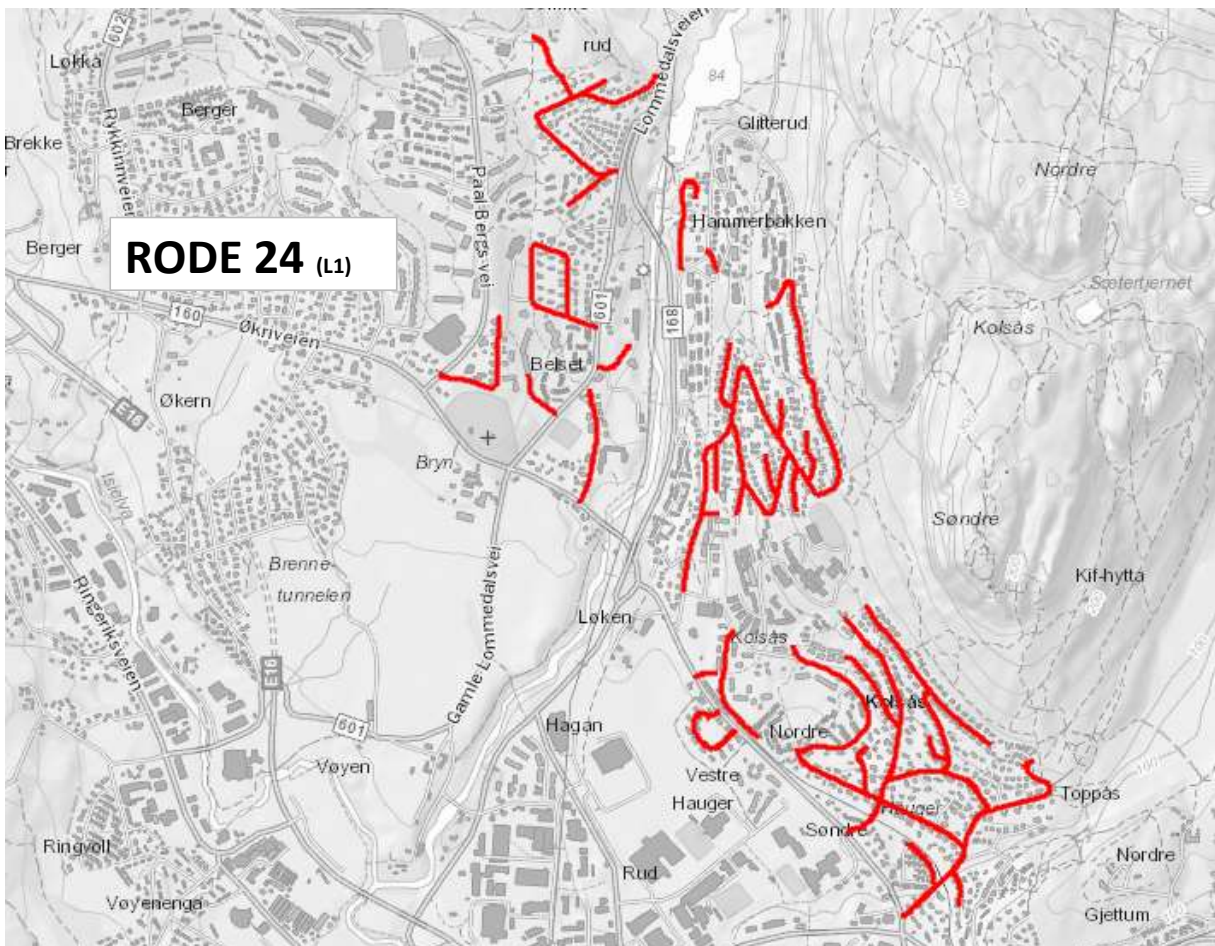 rud
602
Løkka
84
Lommedalsveien
Berger
Rykkinnveien
Glitterud
Brekke
Nordre
Paal Bergs vei
Hammerbakken
Berger
RODE 24 (L1)
Sætertjernet
601
160
168
Kolsås
Økriveien
Belset
Økern
E16
Bryn
Isielva
Søndre
Brenne-
tunnelen
Kif-hytta
Ringeriksveien
Gamle Lommedalsvei
Løken
Kolsås
E16
Kolsås
601
Hagan
Nordre
Vøyen
Vestre
Hauger
Toppås
Hauger
Søndre
Ringvoll
Rud
Nordre
Vøyenenga
Gjettum